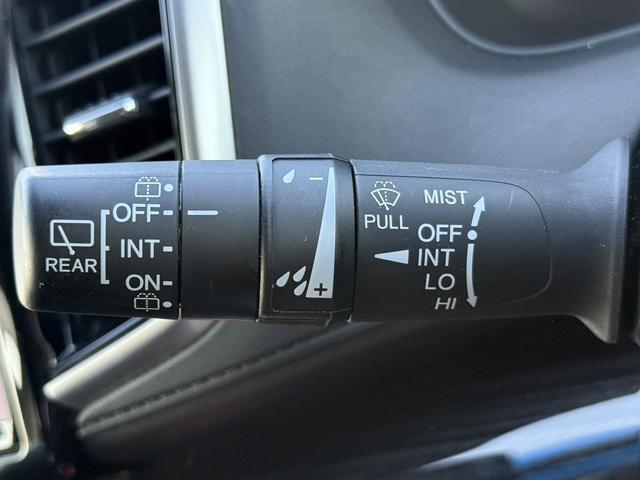 OFF
INT
ON
REAR
−
+
PULL
MIST
OFF
INT
LO
HI